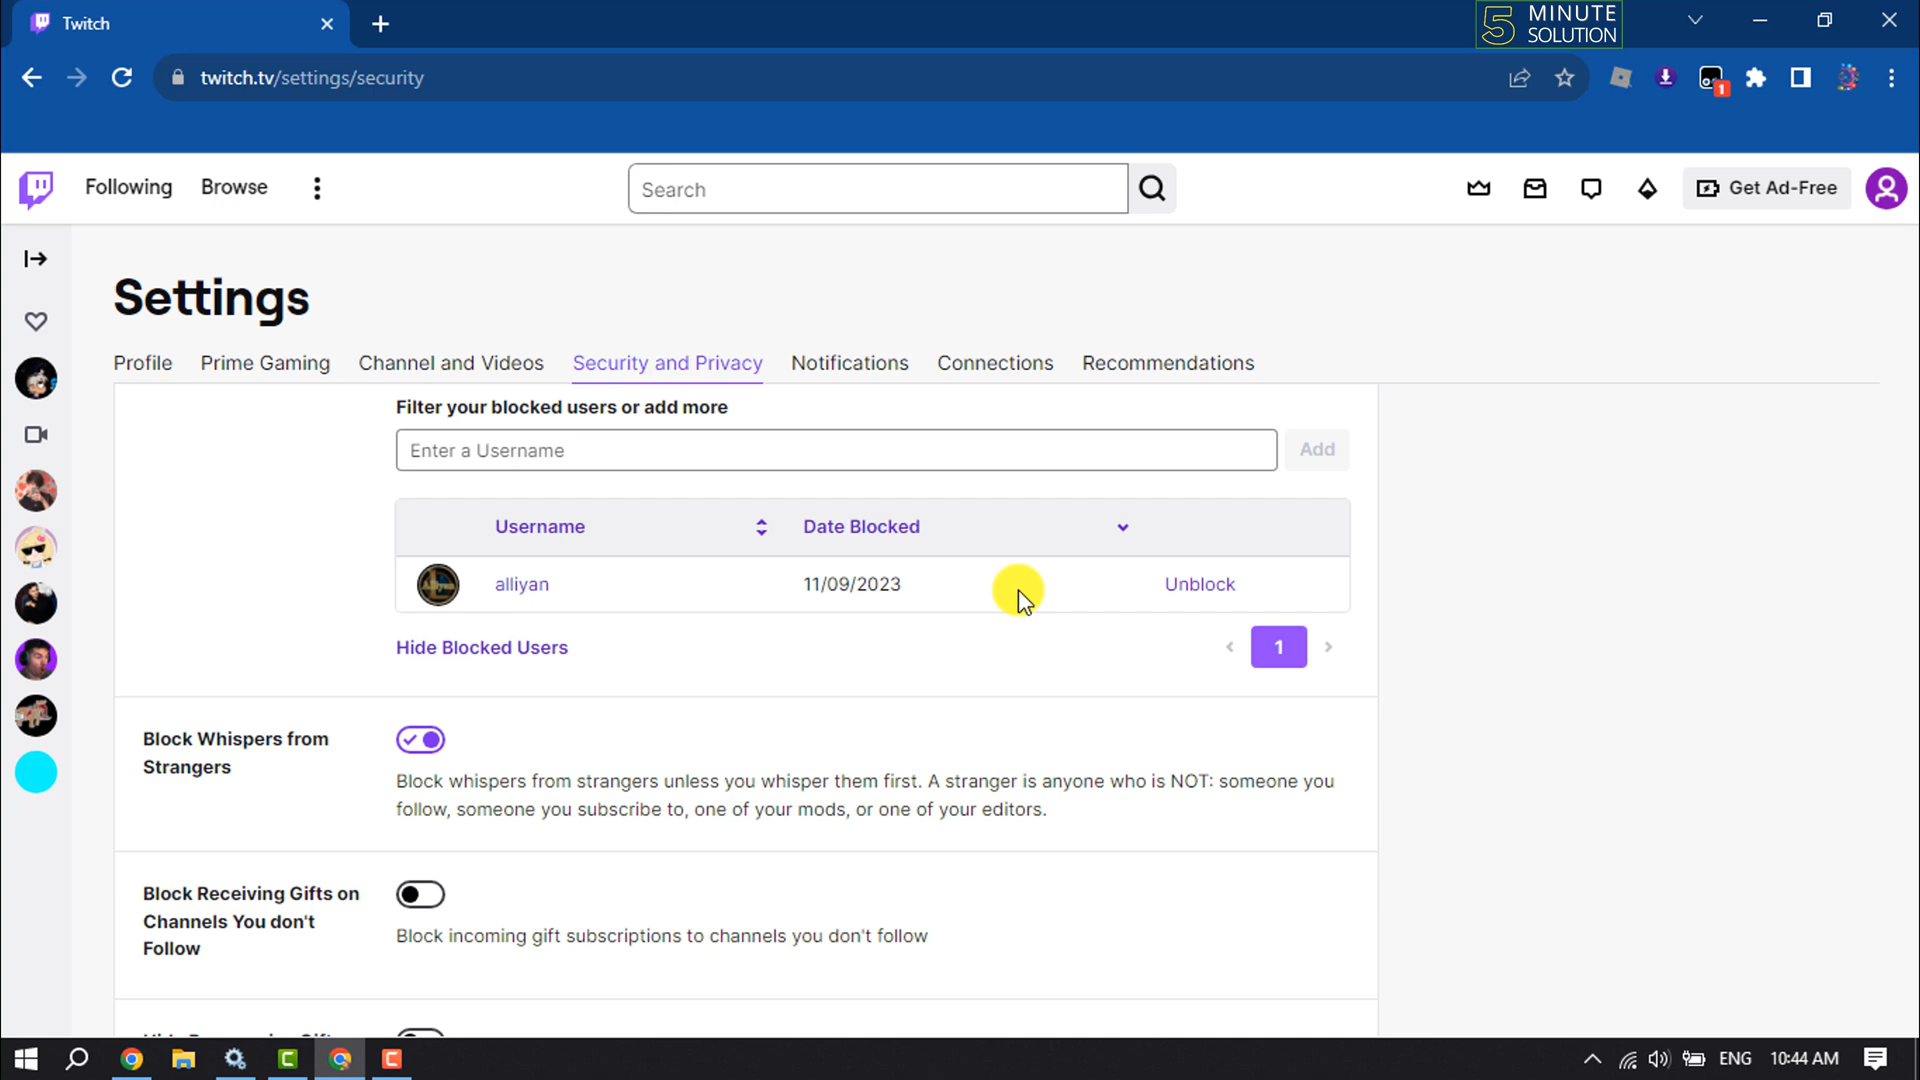 Twitch
5 MINUTE
SOLUTION
twitch.tv/settings/security
1
Following Browse Search Get Ad-Free
Settings
Profile Prime Gaming Channel and Videos Security and Privacy Notifications Connections Recommendations
Filter your blocked users or add more
Enter a Username Add
Username Date Blocked
alliyan 11/09/2023 Unblock
Hide Blocked Users 1
Block Whispers from
Strangers
Block whispers from strangers unless you whisper them first. A stranger is anyone who is NOT: someone you
follow, someone you subscribe to, one of your mods, or one of your editors.
Block Receiving Gifts on
Channels You don't
Follow
Block incoming gift subscriptions to channels you don't follow
ENG 10:44 AM